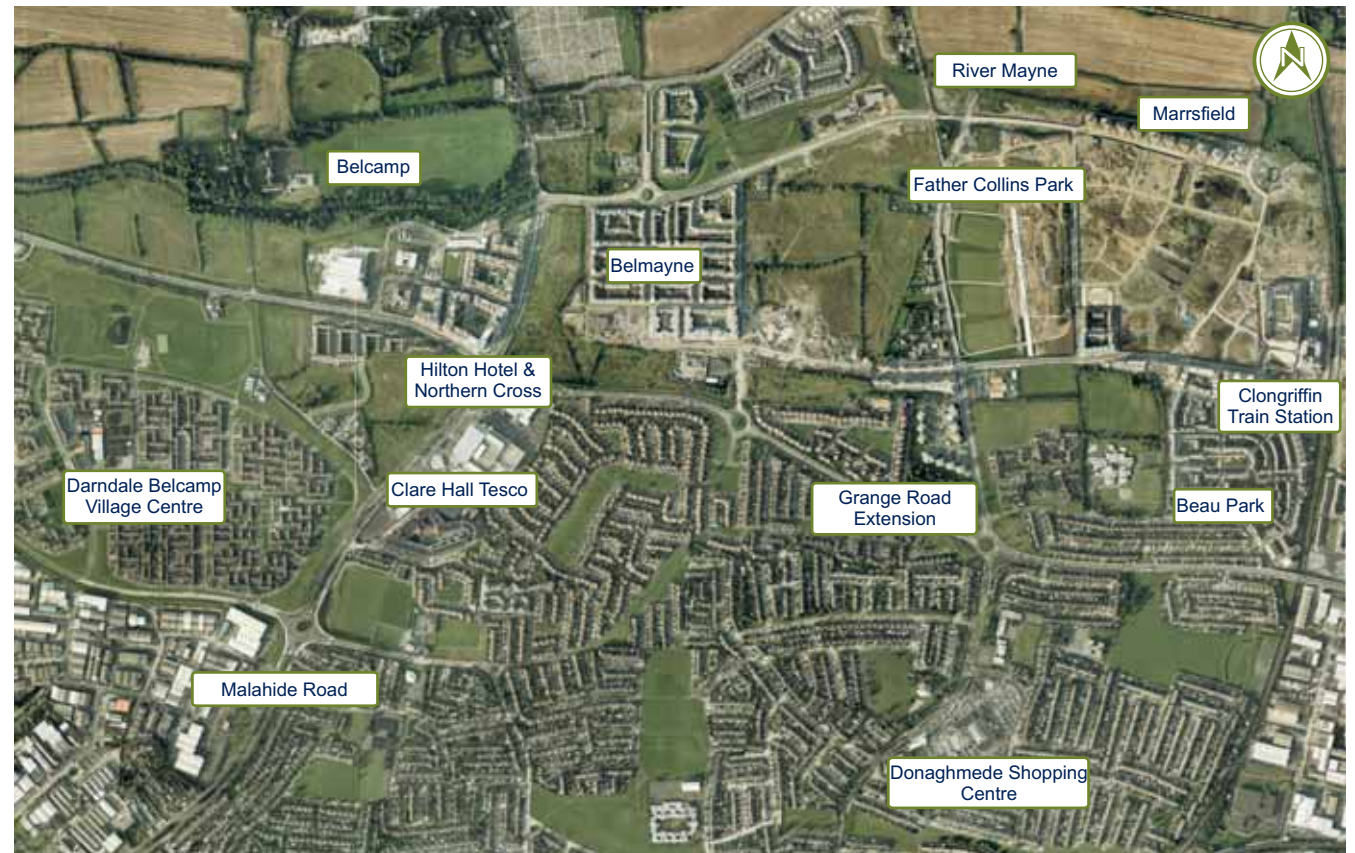 River Mayne
N
Marrsfield
Belcamp
Father Collins Park
Belmayne
Hilton Hotel &
Northern Cross
Clongriffin
Train Station
Darndale Belcamp
Village Centre
Clare Hall Tesco
Grange Road
Extension
Beau Park
Malahide Road
Donaghmede Shopping
Centre